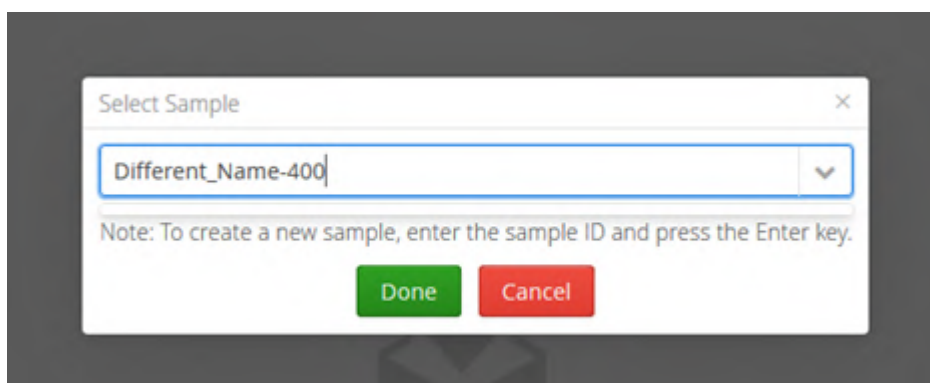 Select Sample
Different_Name-400
Note: To create a new sample, enter the sample ID and press the Enter key.
Done Cancel